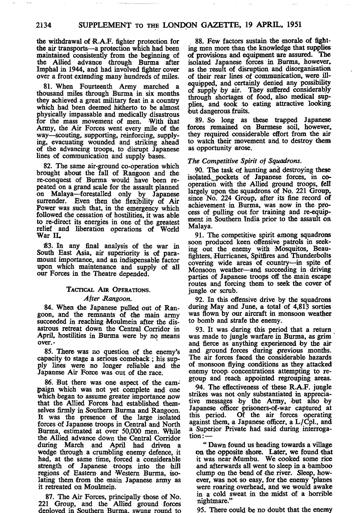 2134 SUPPLEMENT TO THE LONDON GAZETTE, 19 APRIL, 1951
the withdrawal of R.A.F. fighter protection for
the air transports—a protection which had been
maintained consistently from the beginning of
the Allied advance through Burma after
Imphal in 1944, and had involved fighter cover
over a front extending many hundreds of miles.
81. When Fourteenth Army marched a
thousand miles through Burma in six months
they achieved a great military feat in a country
which had been deemed hitherto to be almost
physically impassable and medically disastrous
for the mass movement of men. With that
Army, the Air Forces went every mile of the
way—scouting, supporting, reinforcing, supply-
ing, evacuating wounded and striking ahead
of the advancing troops, to disrupt Japanese
lines of communication and supply bases.
82. The same air-ground co-operation which
brought about the fall of Rangoon and the
re-conquest of Burma would have been re-
peated on a grand scale for the assault planned
on Malaya—forestalled only by Japanese
surrender. Even then the flexibility of Air
Power was such that, in the emergency which
followed the cessation of hostilities, it was able
to re-direct its energies in one of the greatest
relief and liberation operations of World
War II.
83. In any final analysis of the war in
South East Asia, air superiority is of para-
mount importance, and an indispensable factor
upon which maintenance and supply of all
our Forces in the Theatre depended.
TACTICAL AIR OPERATIONS.
After Rangoon.
84. When the Japanese pulled out of Ran-
goon, and the remnants of the main army
succeeded in reaching Moulmein after the dis-
astrous retreat down the Central Corridor in
April, hostilities in Burma were by no means
over.
85. There was no question of the enemy's
capacity to stage a serious comeback; his sup-
ply lines were no longer reliable and the
Japanese Air Force was out of the race.
86. But there was one aspect of the cam-
paign which was not yet complete and one
which began to assume greater importance now
that the Allied Forces had established them-
selves firmly in Southern Burma and Rangoon.
It was the presence of the large isolated
forces of Japanese troops in Central and North
Burma, estimated at over 50,000 men. While
the Allied advance down the Central Corridor
during March and April had driven a
wedge through a crumbling enemy defence, it
had, at the same time, forced a considerable
strength of Japanese troops into the hill
regions of Eastern and Western Burma, iso-
lating them from the main Japanese army as
it retreated on Moulmein.
87. The Air Forces, principally those of No.
221 Group, and the Allied ground forces
deployed in Southern Burma, swung round to
88. Few factors sustain the morale of fight-
ing men more than the knowledge that supplies
of provisions and equipment are assured. The
isolated Japanese forces in Burma, however,
as the result of disruption and disorganisation
of their rear lines of communication, were ill-
equipped, and certainly denied any possibility
of supply by air. They suffered considerably
through shortages of food, also medical sup-
plies, and took to eating attractive looking
but dangerous fruits.
89. So long as these trapped Japanese
forces remained on Burmese soil, however,
they required considerable effort from the air
to watch their movement and to destroy them
as opportunity arose.
The Competitive Spirit of Squadrons.
90. The task of hunting and destroying these
isolated pockets of Japanese forces, in co-
operation with the Allied ground troops, fell
largely upon the squadrons of No. 221 Group,
since No. 224 Group, after its fine record of
achievement in Burma, was now in the pro-
cess of pulling out for training and re-equip-
ment in Southern India prior to the assault on
Malaya.
91. The competitive spirit among squadrons
soon produced keen offensive patrols in seek-
ing out the enemy with Mosquitos, Beau-
fighters, Hurricanes, Spitfires and Thunderbolts
covering wide areas of country—in spite of
Monsoon weather—and succeeding in driving
parties of Japanese troops off the main escape
routes and forcing them to seek the cover of
jungle or scrub.
92. In this offensive drive by the squadrons
during May and June, a total of 4,813 sorties
was flown by our aircraft in monsoon weather
to bomb and strafe the enemy.
93. It was during this period that a return
was made to jungle warfare in Burma, as grim
and fierce as anything experienced by the air
and ground forces during previous months.
The air forces faced the considerable hazards
of monsoon flying conditions as they attacked
enemy troop concentrations attempting to re-
group and reach appointed regrouping areas.
94. The effectiveness of these R.A.F. jungle
strikes was not only substantiated in apprecia-
tive messages by the Army, but also by
Japanese officer prisoners-of-war captured at
this period. Of the air forces operating
against them, a Japanese officer, a L./Cpl., and
a Superior Private had said during interroga-
tion:—
"Dawn found us heading towards a village
on the opposite shore. Later, we found that
it was near Mumbu. We cooked some rice
and afterwards all went to sleep in a bamboo
clump on the bend of the river. Sleep, how-
ever, was not so easy, for the enemy 'planes
were roaring overhead, and we would awake
in a cold sweat in the midst of a horrible
nightmare."
95. There could be no doubt that the enemy